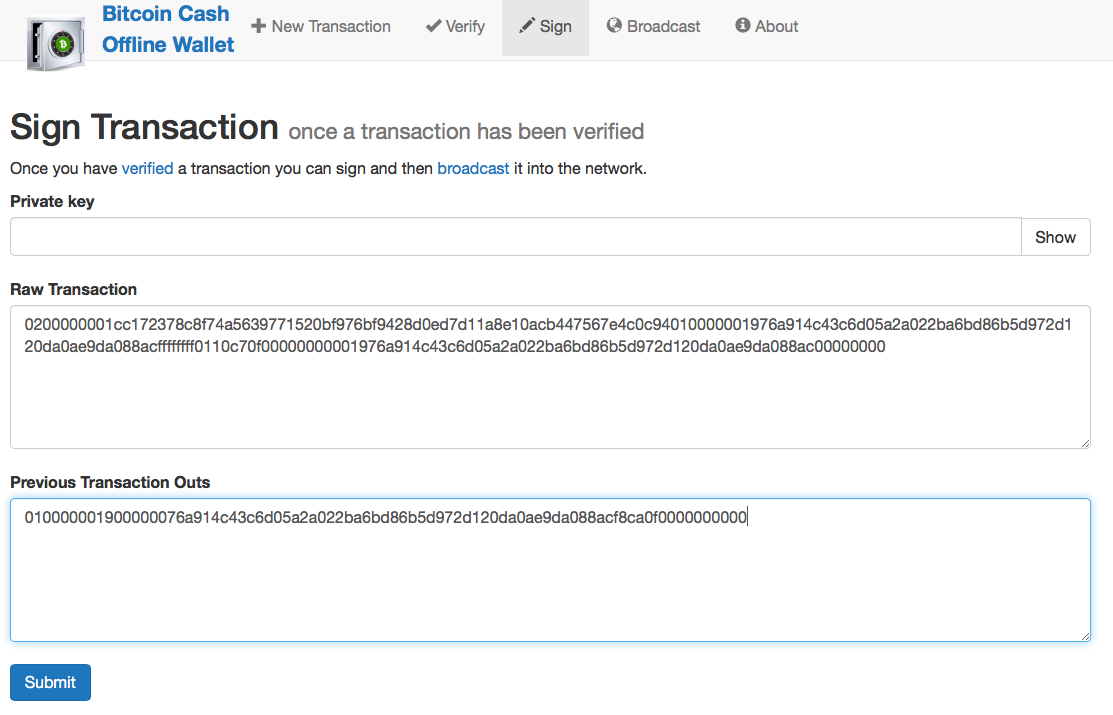 Bitcoin Cash
Offline Wallet
New Transaction
Verify
Sign
Broadcast
About
Sign Transaction once a transaction has been verified
Once you have verified a transaction you can sign and then broadcast it into the network.
Private key
Show
Raw Transaction
0200000001cc172378c8f74a5639771520bf976bf9428d0ed7d11a8e10acb447567e4c0c94010000001976a914c43c6d05a2a022ba6bd86b5d972d1
20da0ae9da088acffffffff0110c70f00000000001976a914c43c6d05a2a022ba6bd86b5d972d120da0ae9da088ac00000000
Previous Transaction Outs
010000001900000076a914c43c6d05a2a022ba6bd86b5d972d120da0ae9da088acf8ca0f0000000000
Submit